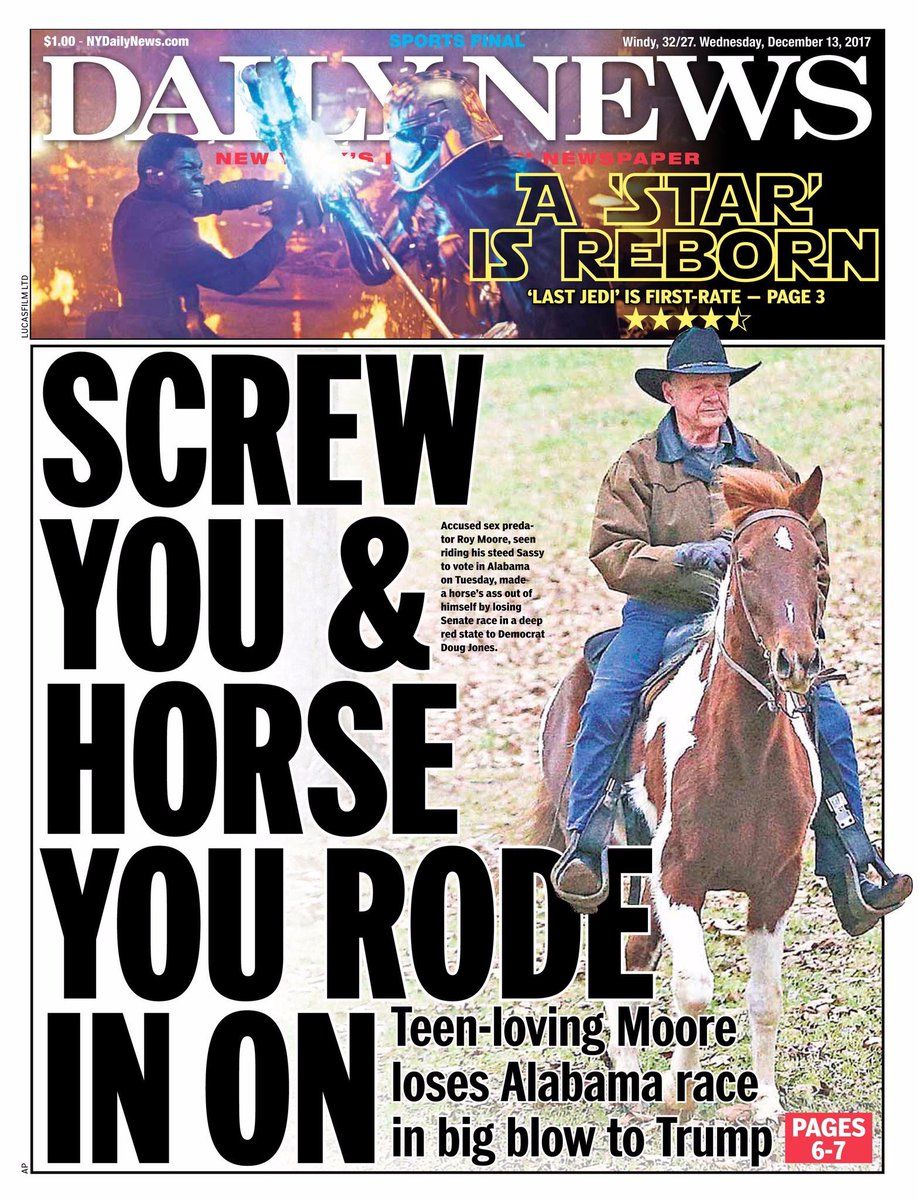 $1.00 - NYDailyNews.com
SPORTS FINAL
Windy, 32/27. Wednesday, December 13, 2017
DAILY NEWS
NEW NEWSPAPER
A 'STAR'
IS REBORN
'LAST JEDI' IS FIRST-RATE — PAGE 3
LUCASFILM LTD
SCREW
YOU &
HORSE
YOU RODE
IN ON
Accused sex preda-
tor Roy Moore, seen
riding his steed Sassy
to vote in Alabama
on Tuesday, made
a horse's ass out of
himself by losing
Senate race in a deep
red state to Democrat
Doug Jones.
Teen-loving Moore
loses Alabama race
in big blow to Trump
PAGES
6-7
AP